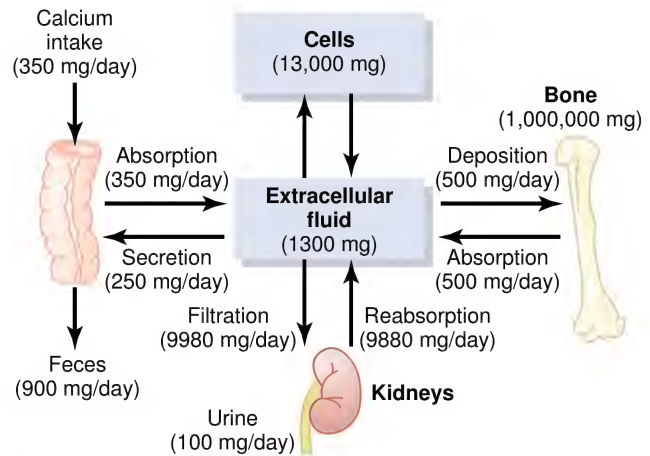 Calcium
intake
(350 mg/day)
Cells
(13,000 mg)
Bone
(1,000,000 mg)
Absorption
(350 mg/day)
Deposition
(500 mg/day)
Extracellular
fluid
(1300 mg)
Secretion
(250 mg/day)
Absorption
(500 mg/day)
Filtration
(9980 mg/day)
Reabsorption
(9880 mg/day)
Feces
(900 mg/day)
Kidneys
Urine
(100 mg/day)